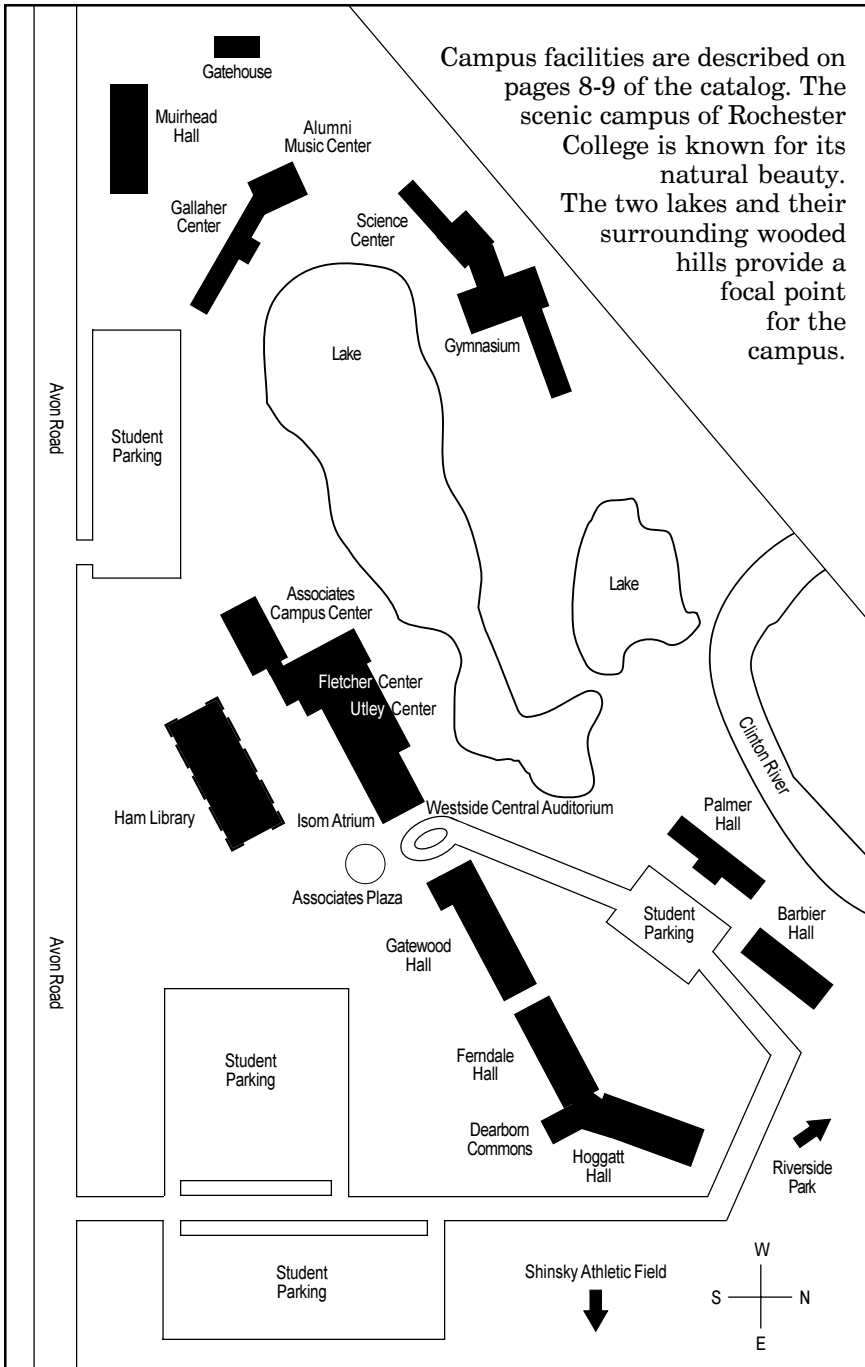 Campus facilities are described on
pages 8-9 of the catalog. The
scenic campus of Rochester
College is known for its
natural beauty.
The two lakes and their
surrounding wooded
hills provide a
focal point
for the
campus.
Gatehouse
Muirhead
Hall
Alumni
Music Center
Gallaher
Center
Science
Center
Gymnasium
Lake
Avon Road
Student
Parking
Lake
Associates
Campus Center
Fletcher Center
Utley Center
Clinton River
Ham Library
Isom Atrium
Westside Central Auditorium
Palmer
Hall
Associates Plaza
Student
Parking
Barbier
Hall
Gatewood
Hall
Avon Road
Student
Parking
Ferndale
Hall
Dearborn
Commons
Hoggatt
Hall
Riverside
Park
Student
Parking
Shinsky Athletic Field
W
S
N
E